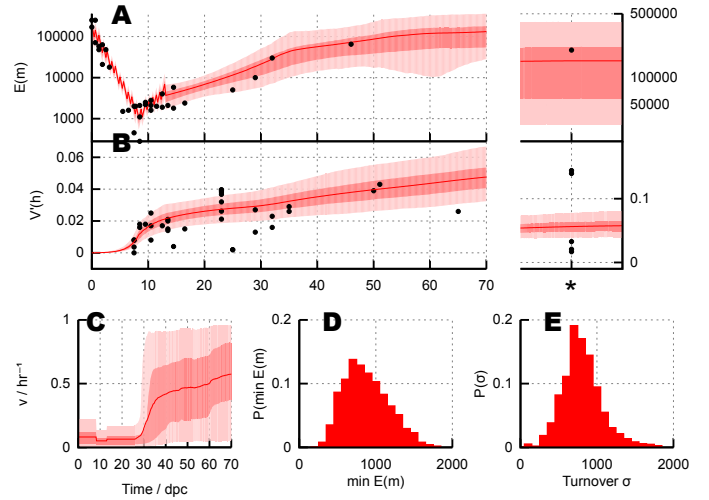 A
E(m)
100000
10000
1000
500000
100000
50000
B
V'(h)
0.06
0.04
0.02
0
0.1
0
0 10 20 30 40 50 60 70
*
C
v / hr⁻¹
1
0.5
0
0 10 20 30 40 50 60 70
Time / dpc
D
P(min E(m))
0.2
0.1
0
0 1000 2000
min E(m)
E
P(σ)
0.2
0.1
0
0 1000 2000
Turnover σ